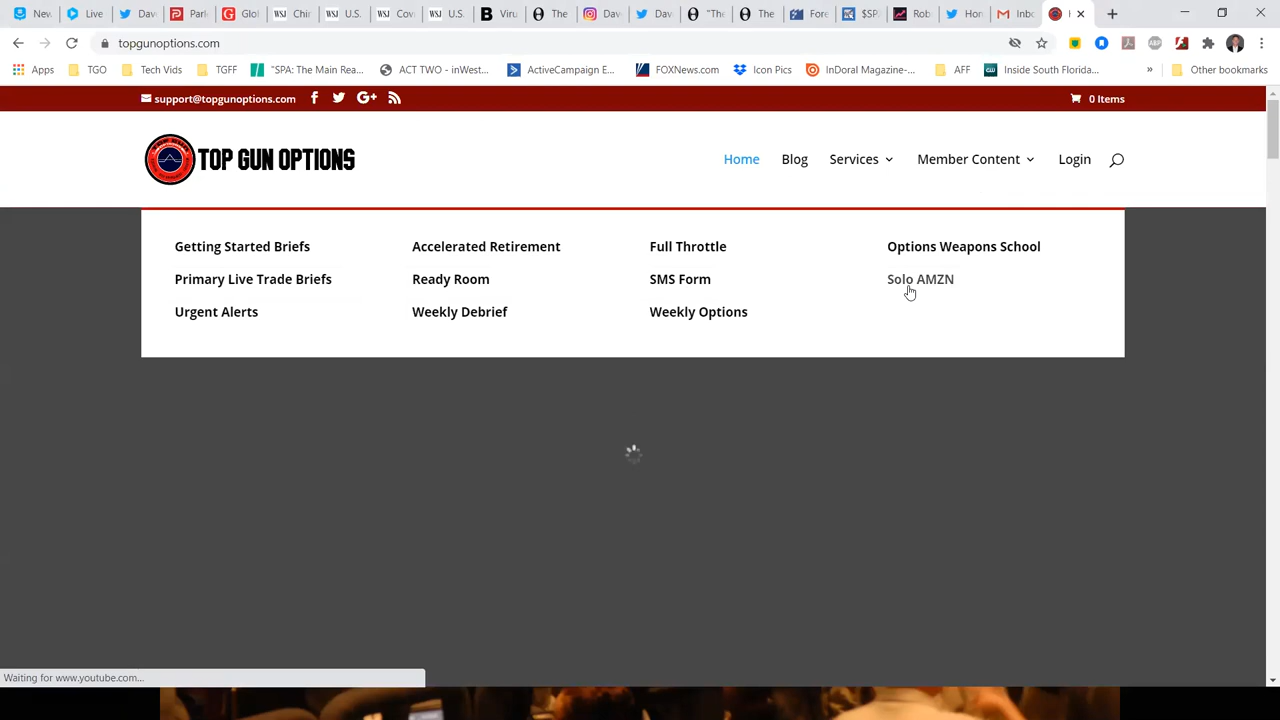 New Live Dav Park Glol Chir U.S. Cov U.S. Viru The Dav Dav "The The Fore $SP Rob Hon Inbo H
topgunoptions.com
Apps TGO Tech Vids TGFF "SPA: The Main Rea... ACT TWO - inWest... ActiveCampaign E... FOXNews.com Icon Pics InDoral Magazine-... AFF Inside South Florida... » Other bookmarks
support@topgunoptions.com 0 Items
TOP GUN OPTIONS
Home Blog Services Member Content Login
Getting Started Briefs Accelerated Retirement Full Throttle Options Weapons School
Primary Live Trade Briefs Ready Room SMS Form Solo AMZN
Urgent Alerts Weekly Debrief Weekly Options
Waiting for www.youtube.com...